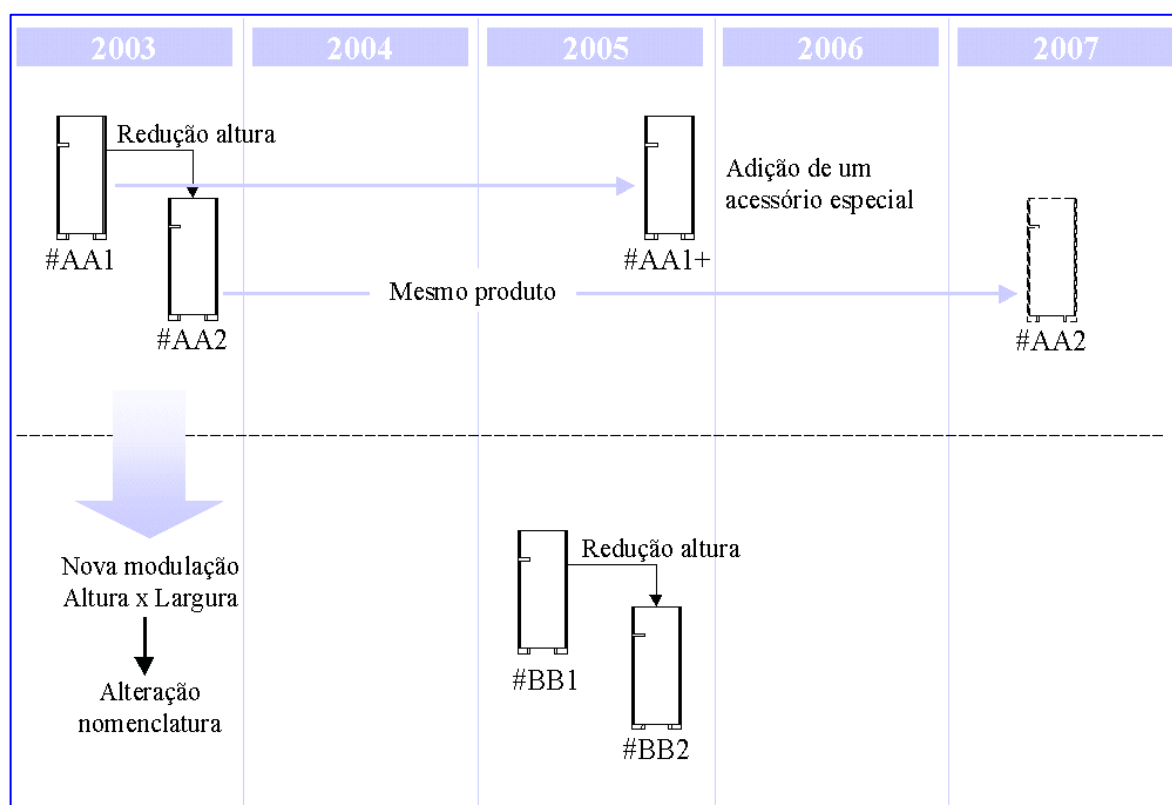 2003
2004
2005
2006
2007
Redução altura
Adição de um
acessório especial
#AA1
#AA1+
Mesmo produto
#AA2
#AA2
Nova modulação
Altura x Largura
Alteração
nomenclatura
Redução altura
#BB1
#BB2